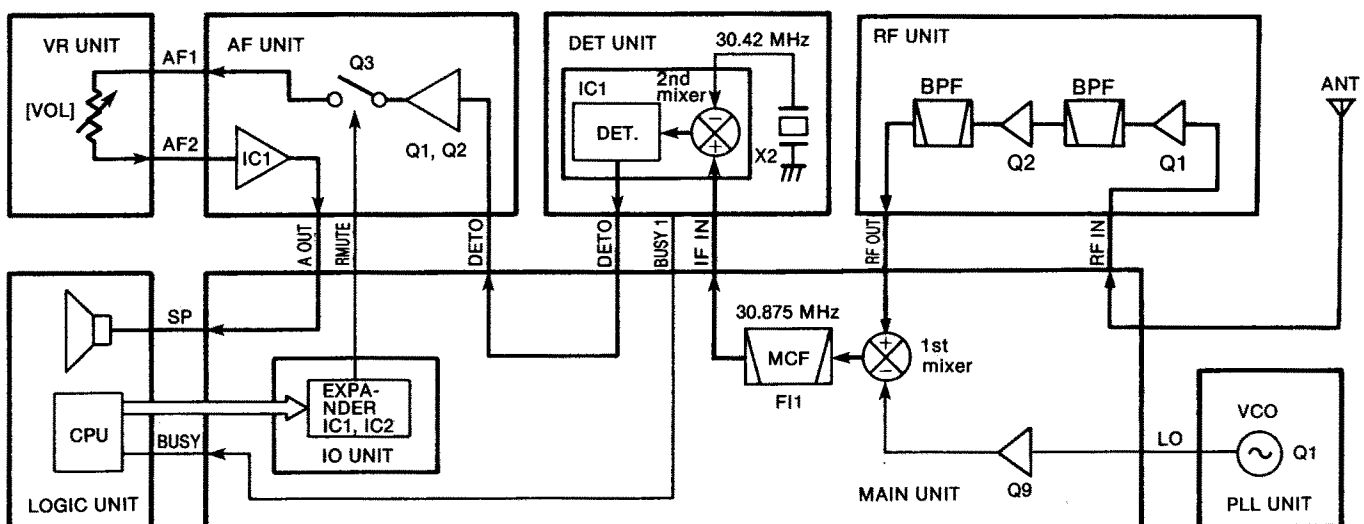 VR UNIT
AF1
[VOL]
AF2
AF UNIT
Q3
IC1
Q1, Q2
DET UNIT
30.42 MHz
IC1
2nd
mixer
DET.
−
+
X2
RF UNIT
BPF
BPF
Q2
Q1
ANT
A OUT
RMUTE
DETO
DETO
BUSY 1
IF IN
RF OUT
RF IN
SP
CPU
BUSY
LOGIC UNIT
EXPA-
NDER
IC1, IC2
IO UNIT
30.875 MHz
MCF
FI1
+
−
1st
mixer
Q9
MAIN UNIT
LO
VCO
Q1
PLL UNIT